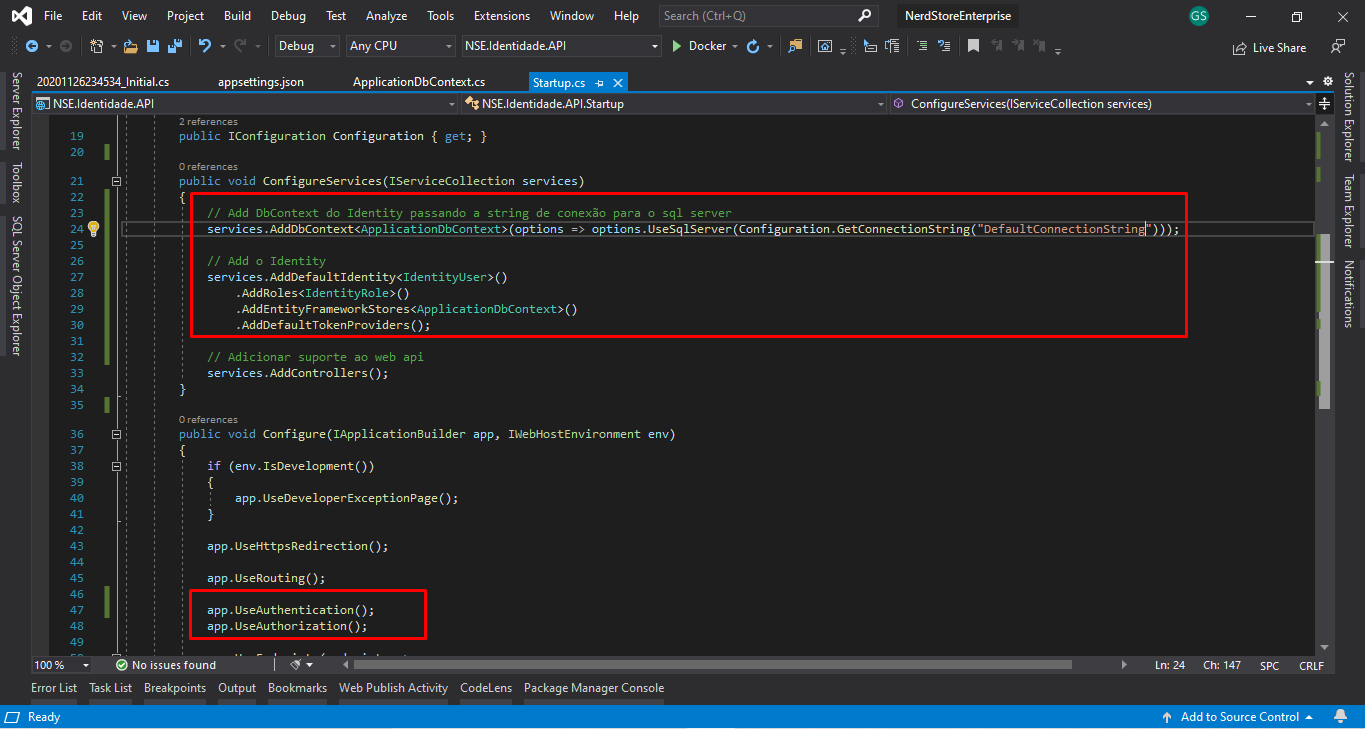 File Edit View Project Build Debug Test Analyze Tools Extensions Window Help Search (Ctrl+Q) NerdStoreEnterprise GS
Debug Any CPU NSE.Identidade.API Docker Live Share
20201126234534_Initial.cs appsettings.json ApplicationDbContext.cs Startup.cs
NSE.Identidade.API NSE.Identidade.API.Startup ConfigureServices(IServiceCollection services)
Server Explorer
Toolbox
SQL Server Object Explorer
2 references
19 public IConfiguration Configuration { get; }
20
0 references
21 public void ConfigureServices(IServiceCollection services)
22 {
23 // Add DbContext do Identity passando a string de conexão para o sql server
24 services.AddDbContext<ApplicationDbContext>(options => options.UseSqlServer(Configuration.GetConnectionString("DefaultConnectionString")));
25
26 // Add o Identity
27 services.AddDefaultIdentity<IdentityUser>()
28 .AddRoles<IdentityRole>()
29 .AddEntityFrameworkStores<ApplicationDbContext>()
30 .AddDefaultTokenProviders();
31
32 // Adicionar suporte ao web api
33 services.AddControllers();
34 }
35
0 references
36 public void Configure(IApplicationBuilder app, IWebHostEnvironment env)
37 {
38 if (env.IsDevelopment())
39 {
40 app.UseDeveloperExceptionPage();
41 }
42
43 app.UseHttpsRedirection();
44
45 app.UseRouting();
46
47 app.UseAuthentication();
48 app.UseAuthorization();
49
Solution Explorer
Team Explorer
Notifications
100 % No issues found Ln: 24 Ch: 147 SPC CRLF
Error List Task List Breakpoints Output Bookmarks Web Publish Activity CodeLens Package Manager Console
Ready Add to Source Control